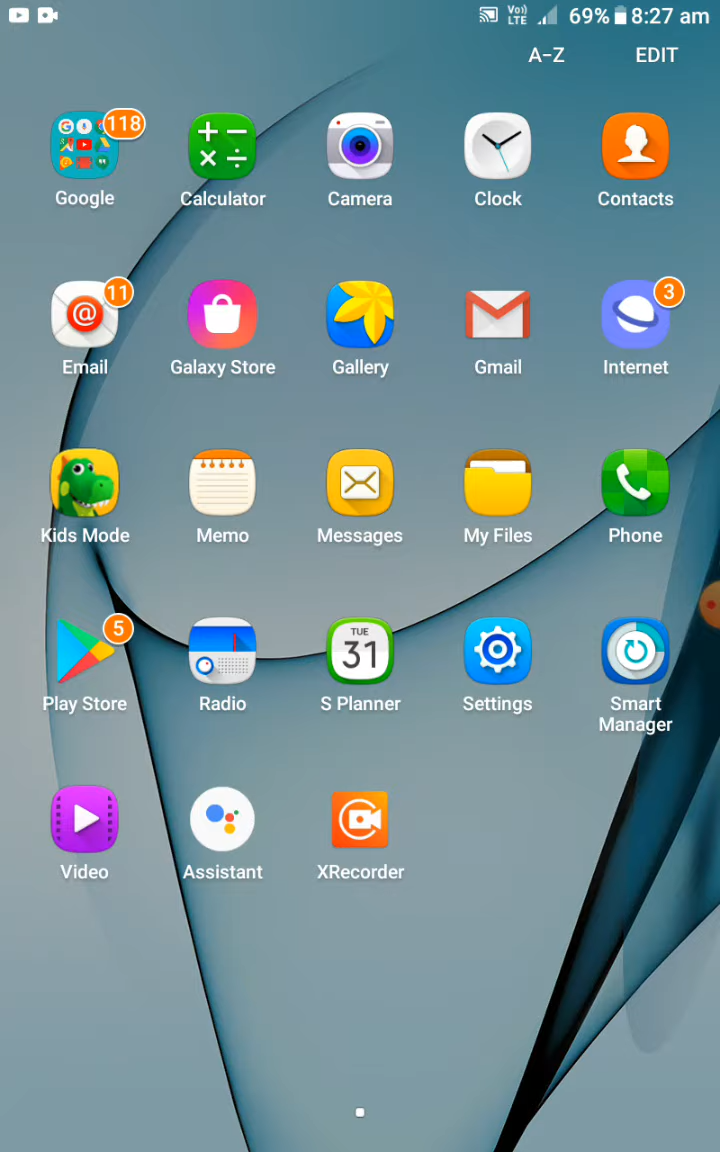 Vo)) LTE 69% 8:27 am
A-Z EDIT
118
Google Calculator Camera Clock Contacts
11 3
@
Email Galaxy Store Gallery Gmail Internet
Kids Mode Memo Messages My Files Phone
5
TUE
31
Play Store Radio S Planner Settings Smart
Manager
Video Assistant XRecorder